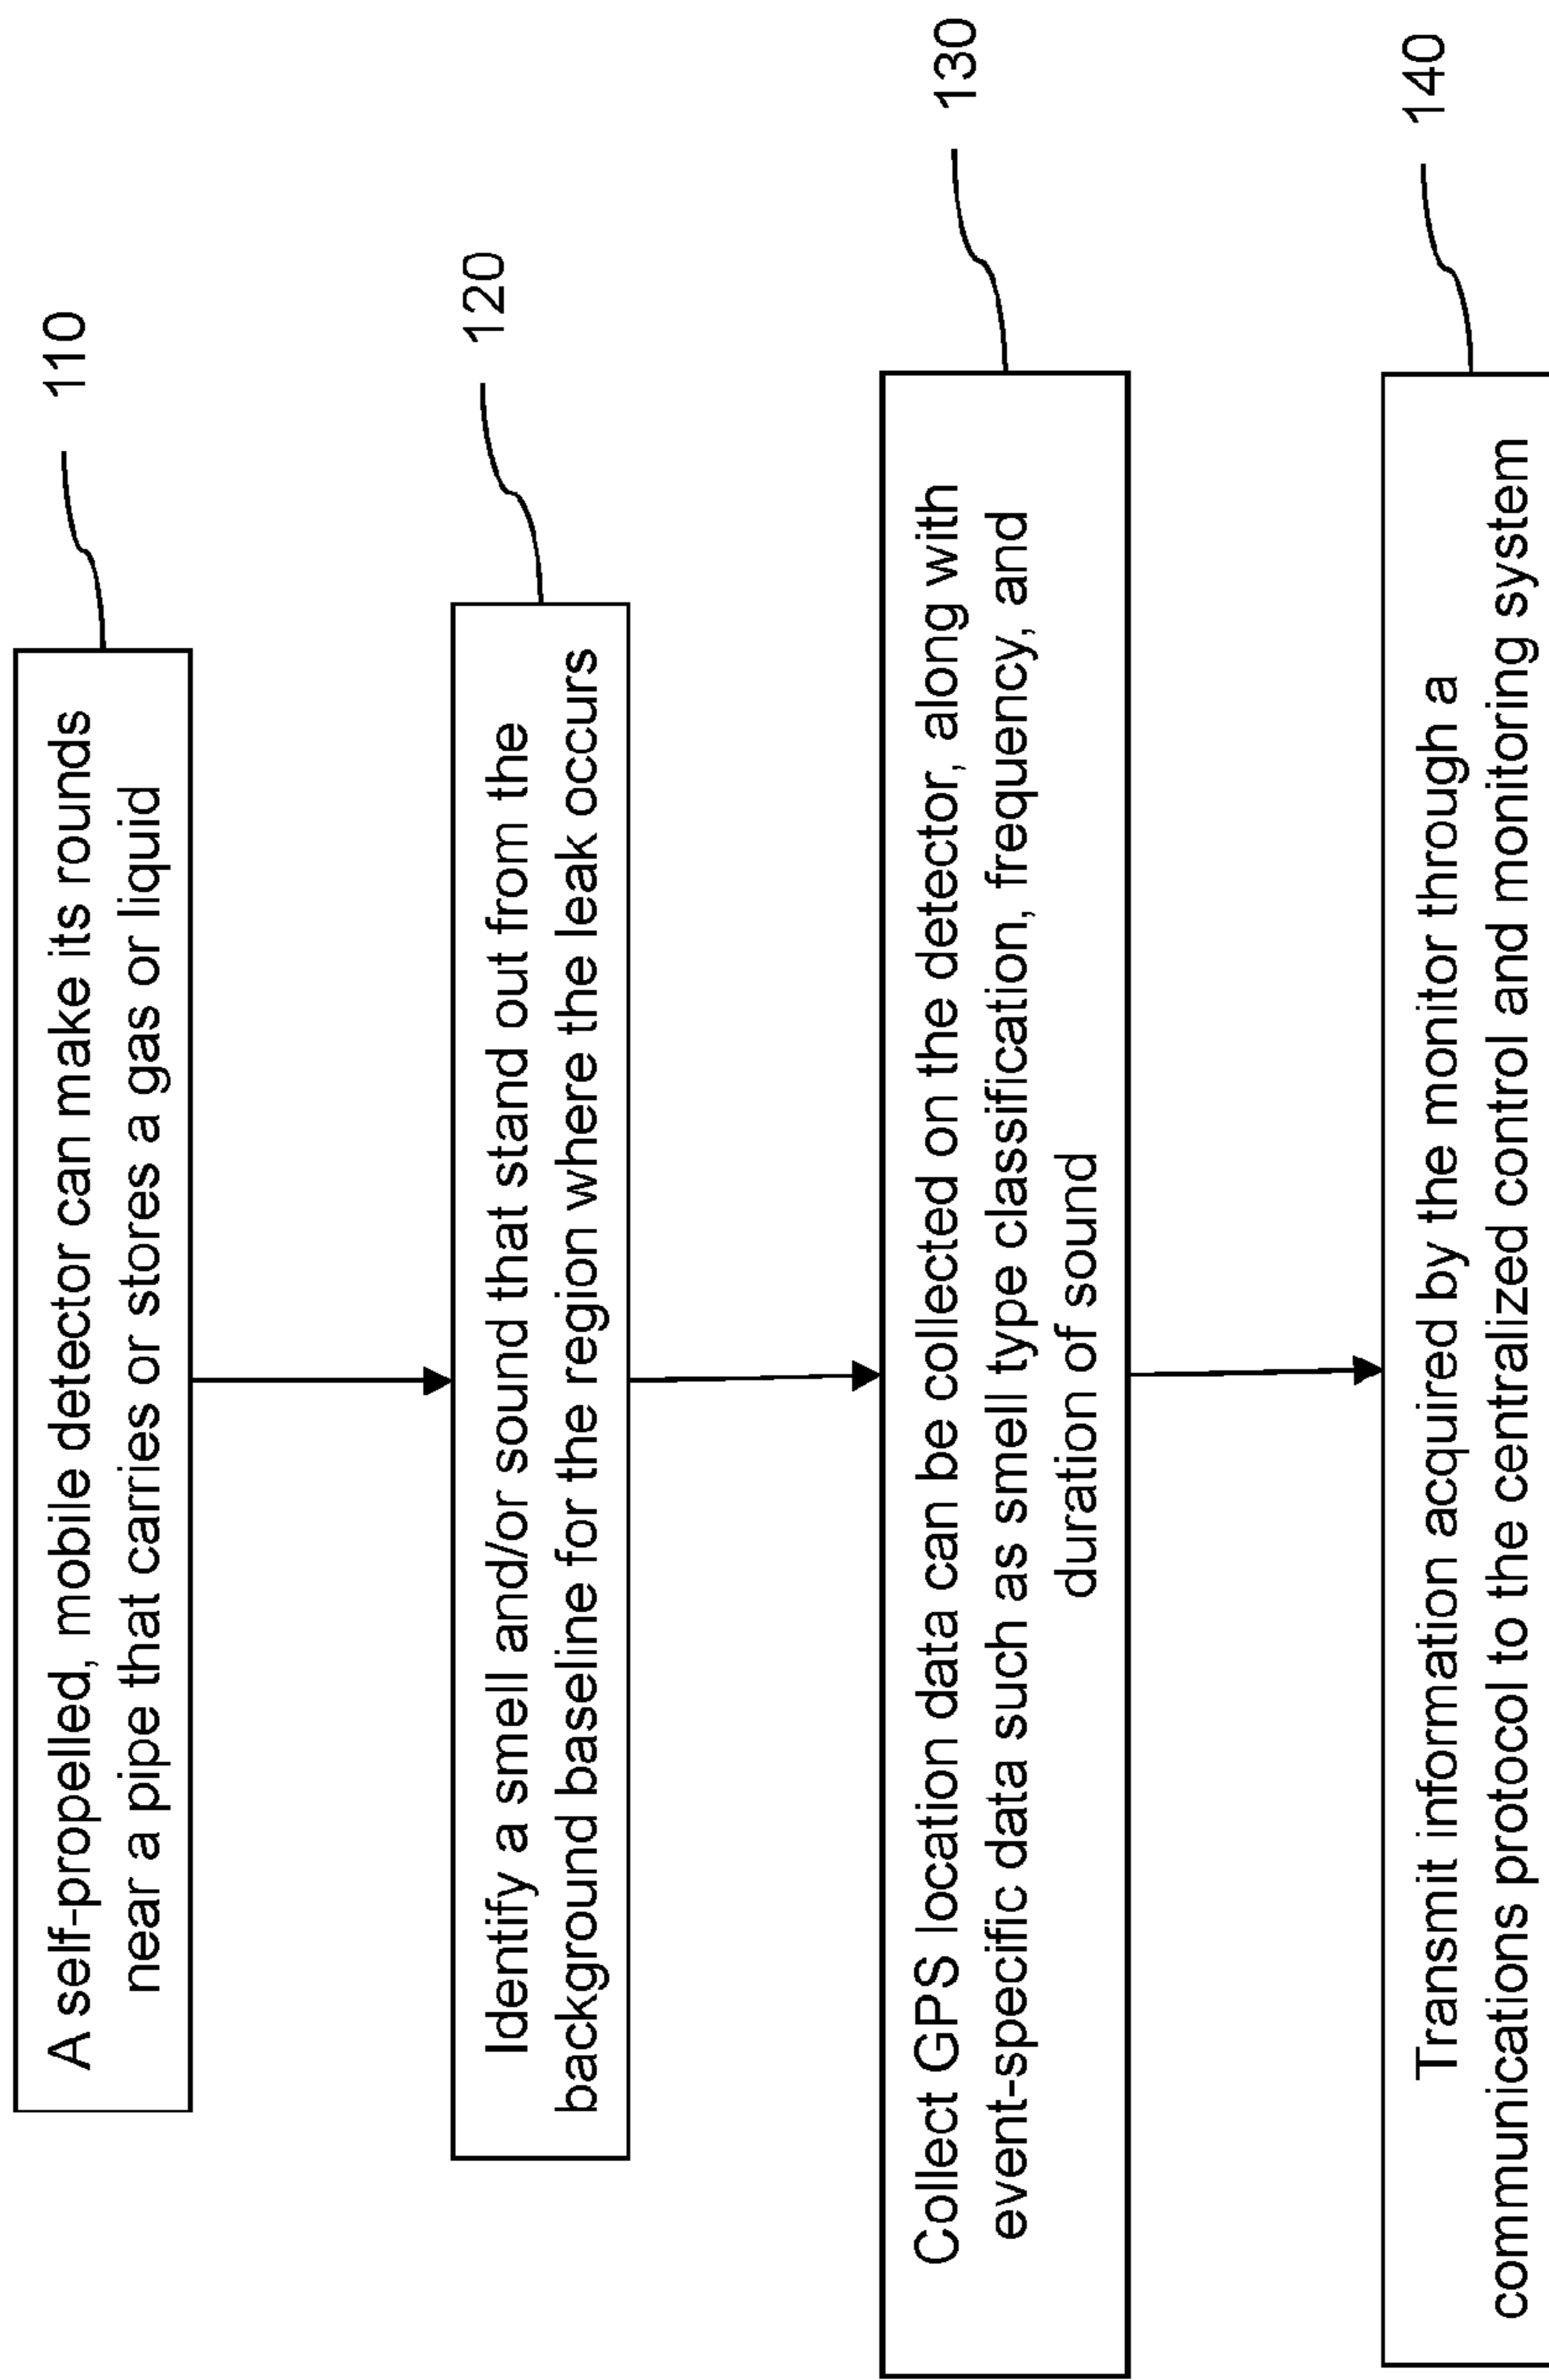 A self-propelled, mobile detector can make its rounds
near a pipe that carries or stores a gas or liquid
110
Identify a smell and/or sound that stand out from the
background baseline for the region where the leak occurs
120
Collect GPS location data can be collected on the detector, along with
event-specific data such as smell type classification, frequency, and
duration of sound
130
Transmit information acquired by the monitor through a
communications protocol to the centralized control and monitoring system
140